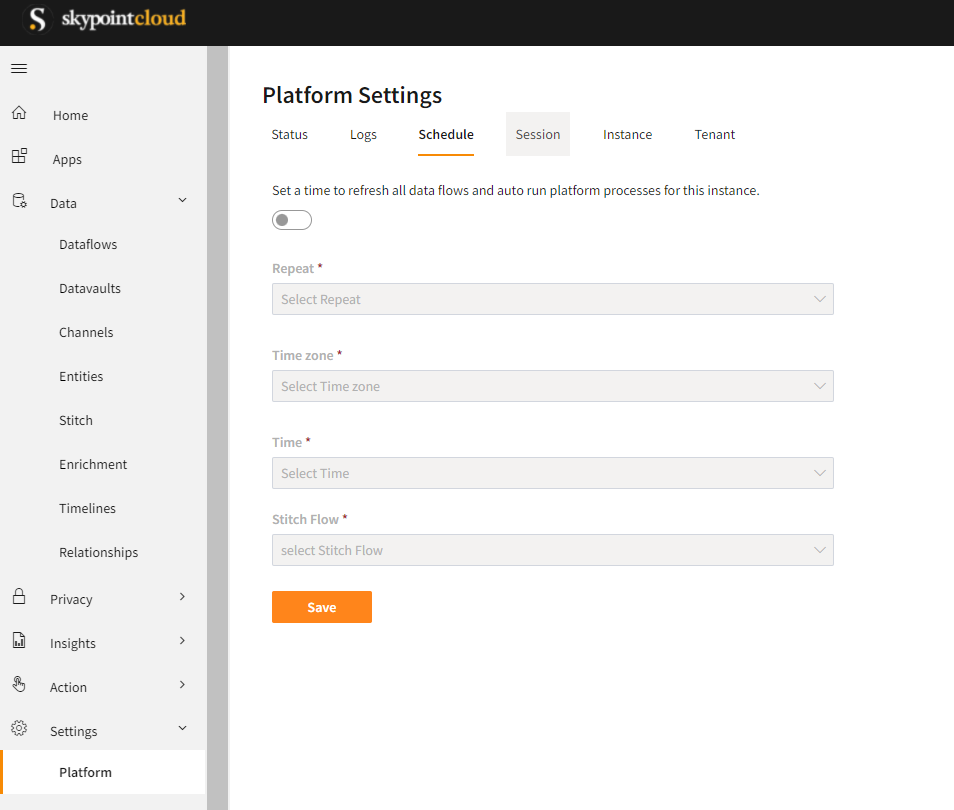 skypointcloud
Home
Apps
Data
Dataflows
Datavaults
Channels
Entities
Stitch
Enrichment
Timelines
Relationships
Privacy
Insights
Action
Settings
Platform
Platform Settings
Status Logs Schedule Session Instance Tenant
Set a time to refresh all data flows and auto run platform processes for this instance.
Repeat *
Select Repeat
Time zone *
Select Time zone
Time *
Select Time
Stitch Flow *
select Stitch Flow
Save